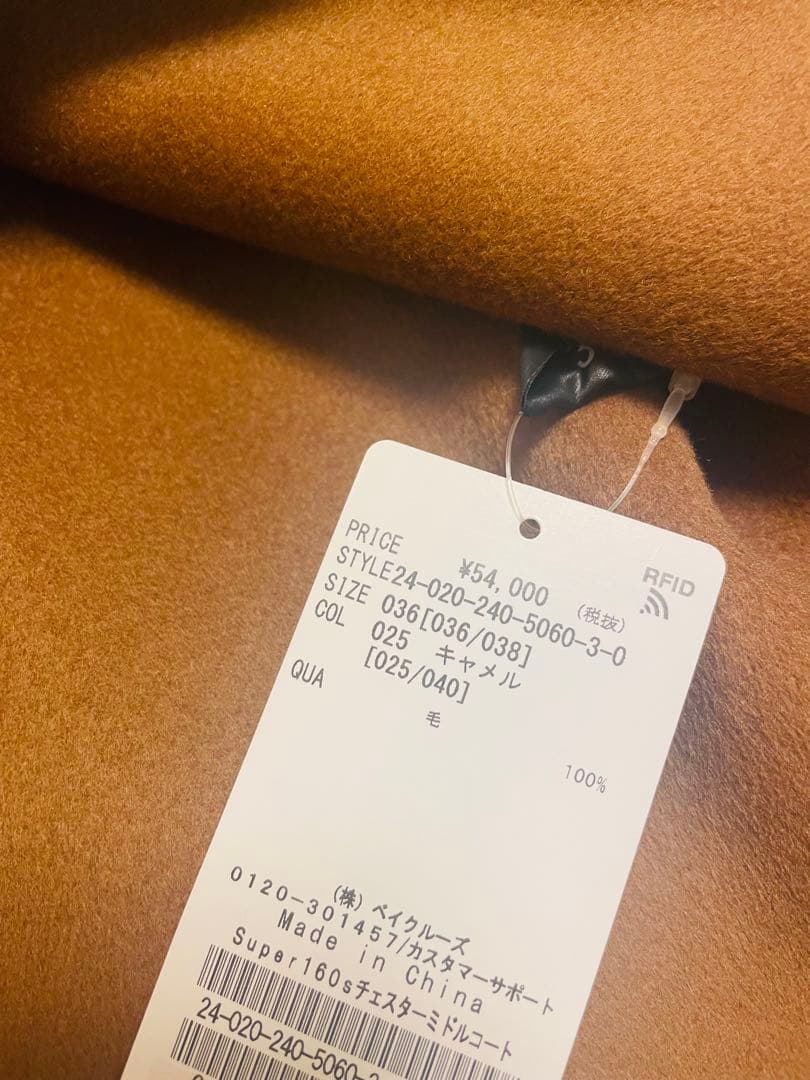 PRICE ¥54,000 (税抜)
RFID
STYLE24-020-240-5060-3-0
SIZE 036[036/038]
COL 025 キャメル
[025/040]
QUA
毛
100%
(株) ベイクルーズ
0120-301457/カスタマーサポート
Made in China
Super160sチェスターミドルコート
24-020-240-5060-3